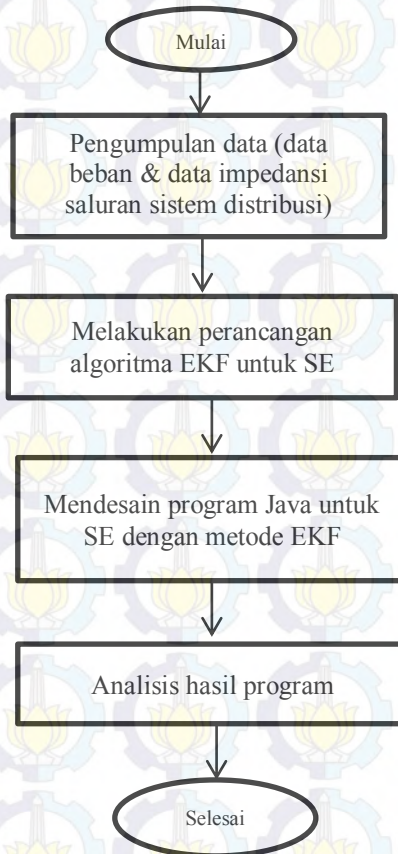 Mulai
Pengumpulan data (data
beban & data impedansi
saluran sistem distribusi)
Melakukan perancangan
algoritma EKF untuk SE
Mendesain program Java untuk
SE dengan metode EKF
Analisis hasil program
Selesai